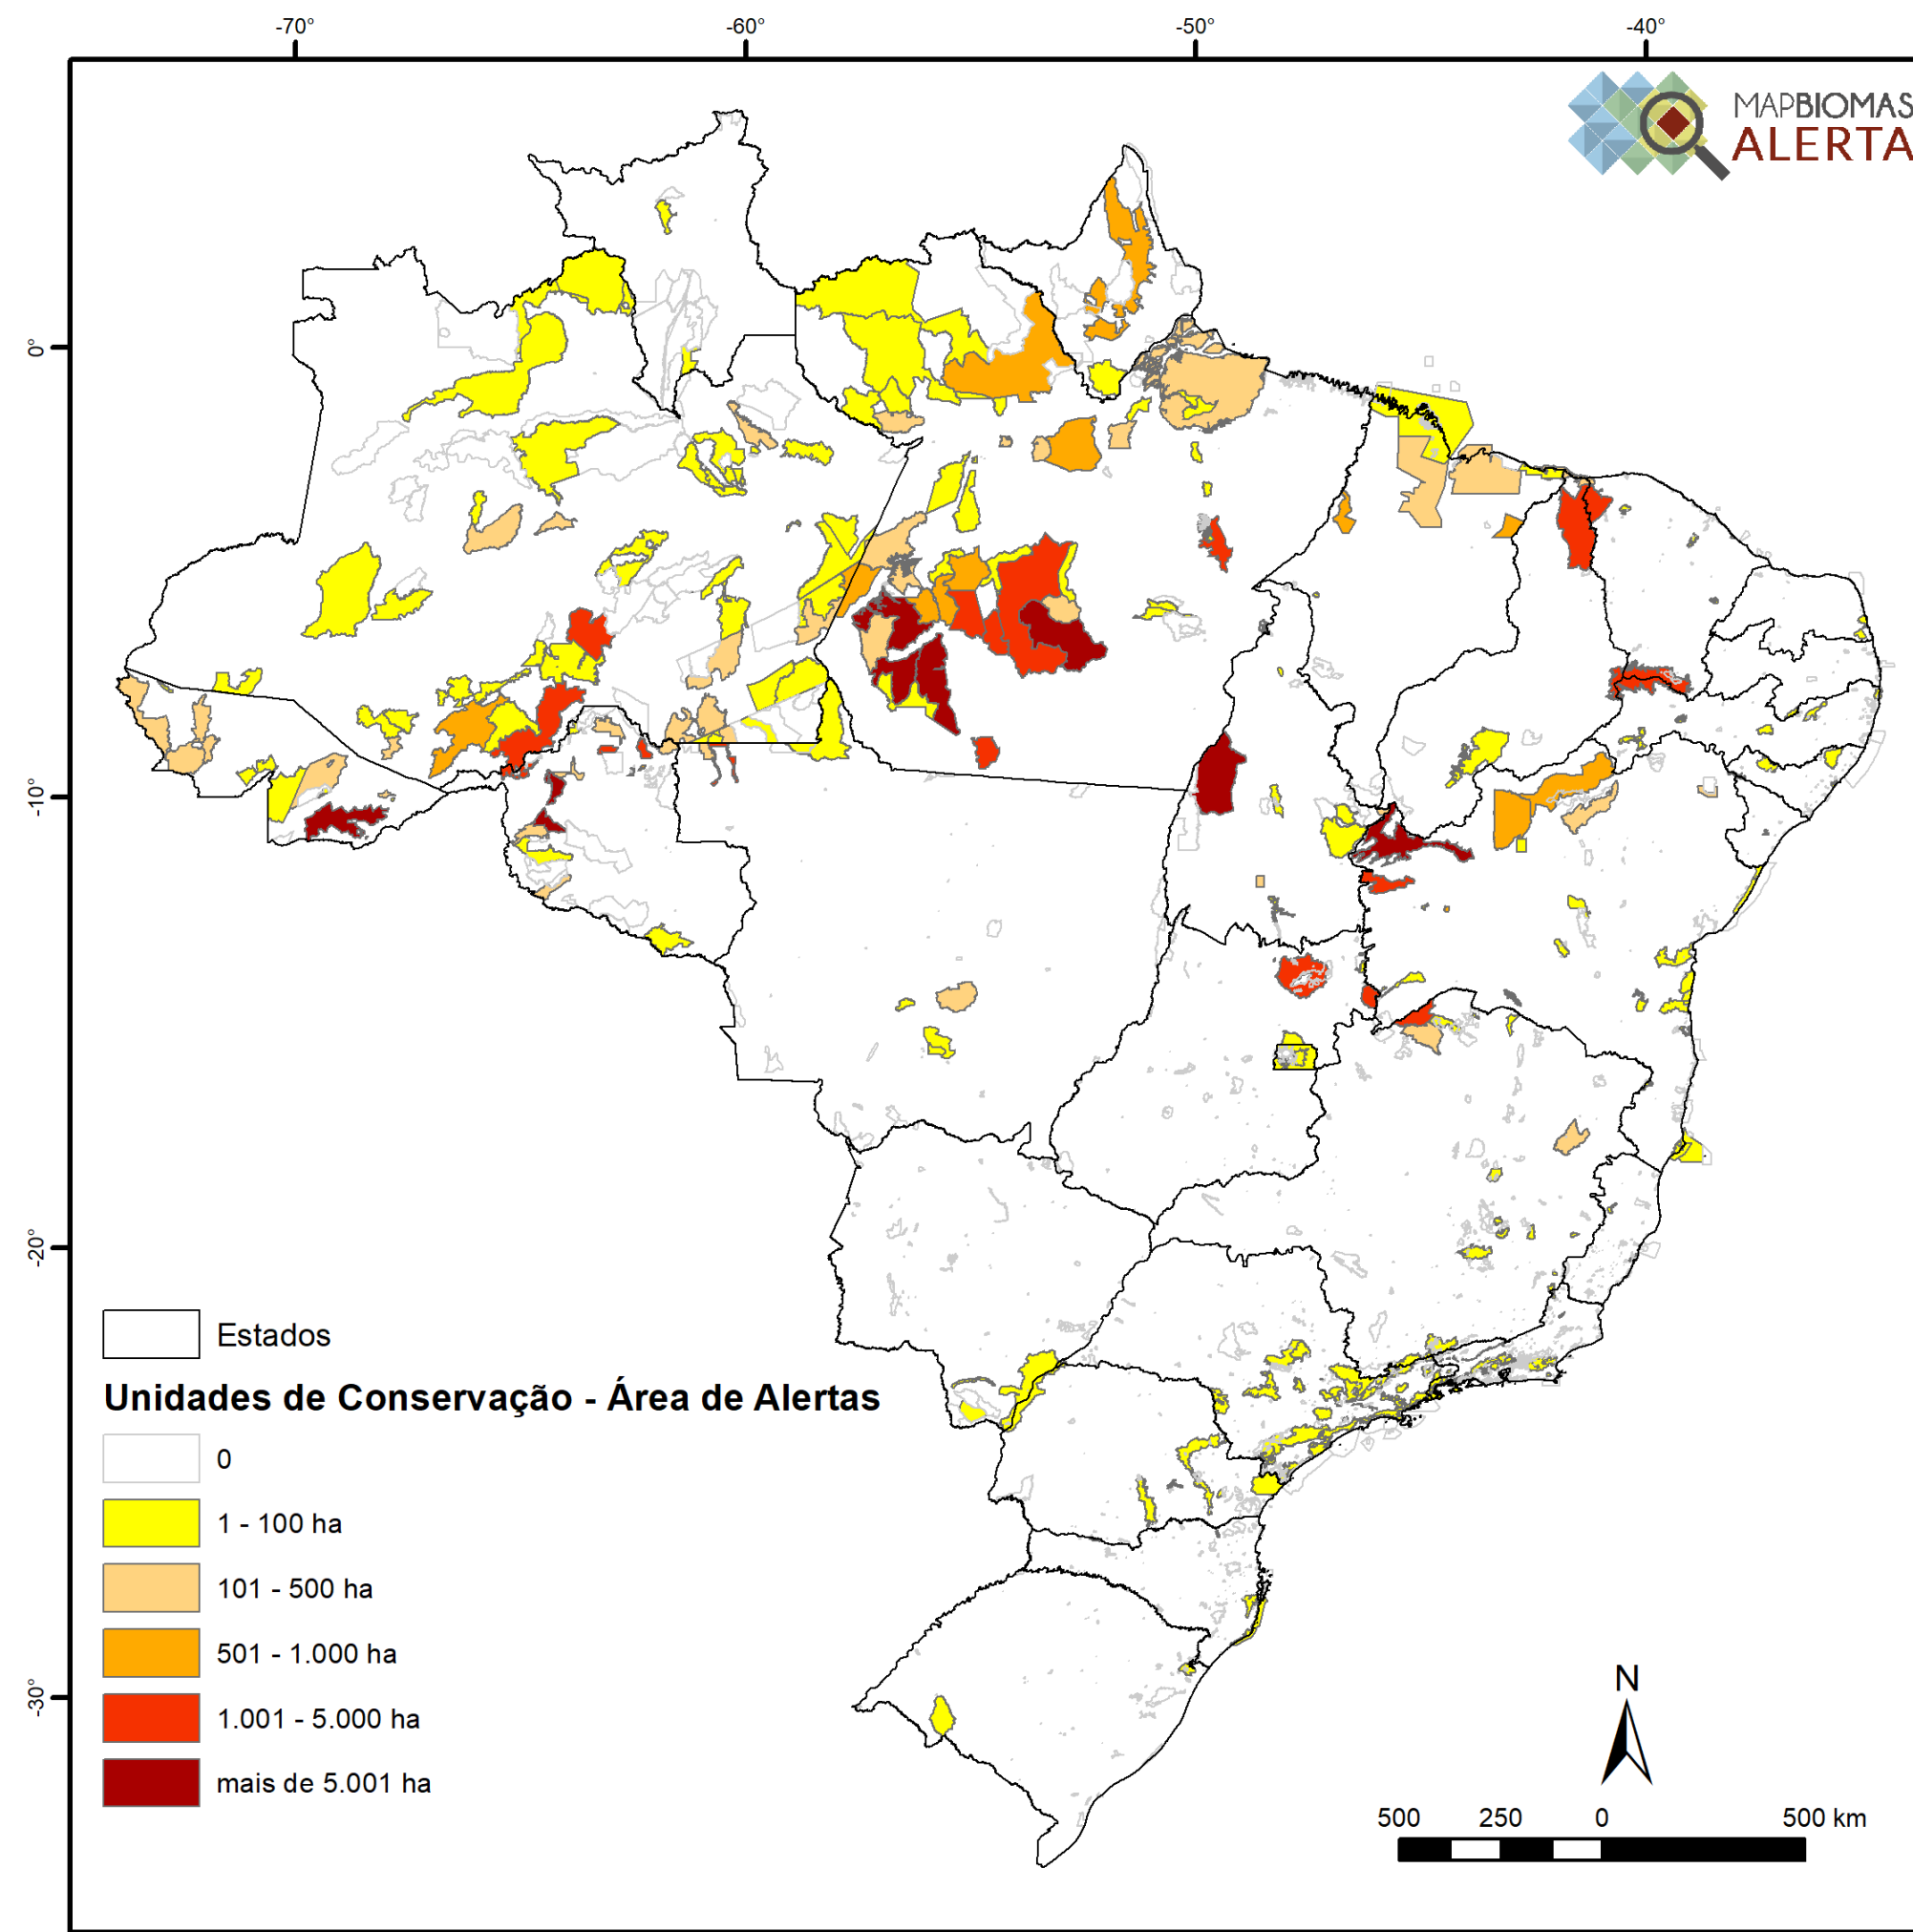 -70°
-60°
-50°
-40°
MAPBIOMAS
ALERTA
0°
-10°
-20°
-30°
Estados
Unidades de Conservação - Área de Alertas
0
1 - 100 ha
101 - 500 ha
501 - 1.000 ha
1.001 - 5.000 ha
mais de 5.001 ha
N
500 250 0 500 km